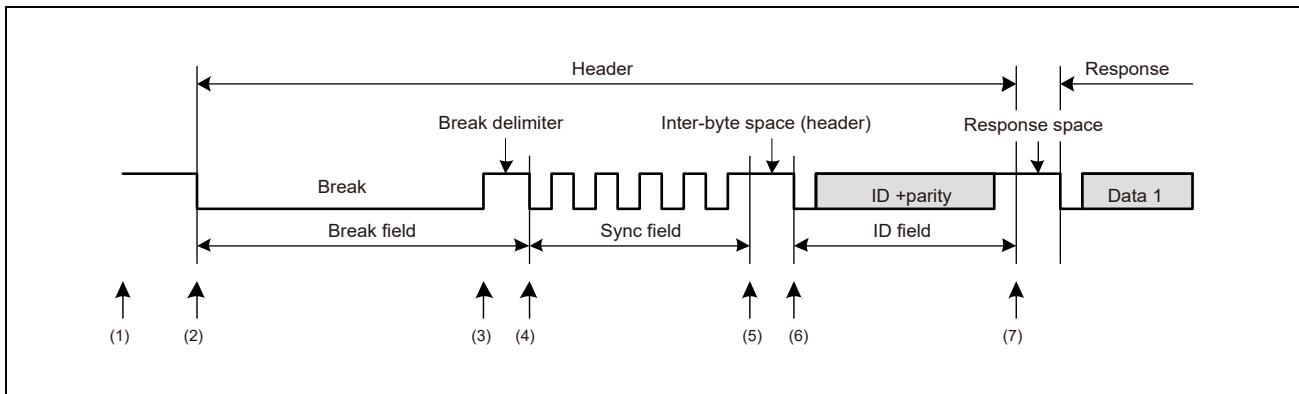 Header
Response
Break delimiter
Inter-byte space (header)
Response space
Break
ID +parity
Data 1
Break field
Sync field
ID field
(1)
(2)
(3)
(4)
(5)
(6)
(7)